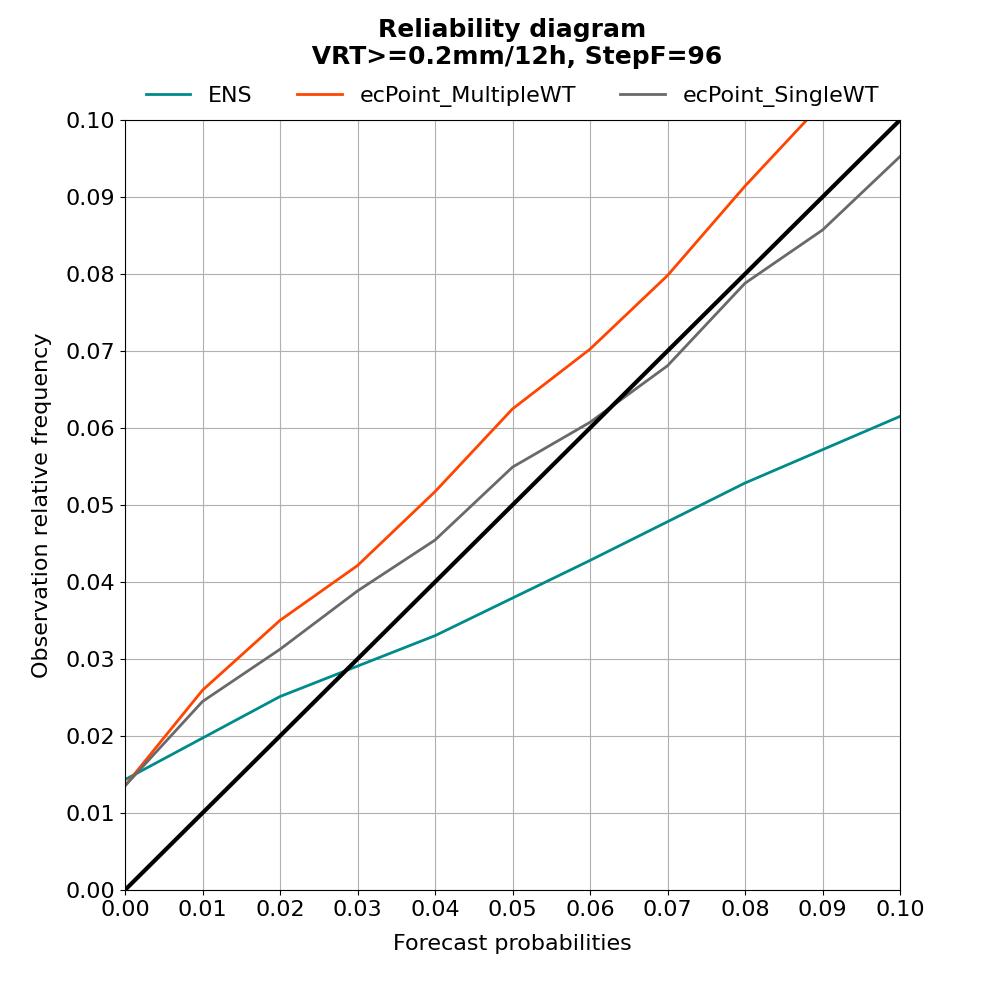 Reliability diagram
VRT>=0.2mm/12h, StepF=96
ENS ecPoint_MultipleWT ecPoint_SingleWT
0.10
0.09
0.08
0.07
0.06
0.05
0.04
0.03
0.02
0.01
0.00
Observation relative frequency
0.00 0.01 0.02 0.03 0.04 0.05 0.06 0.07 0.08 0.09 0.10
Forecast probabilities